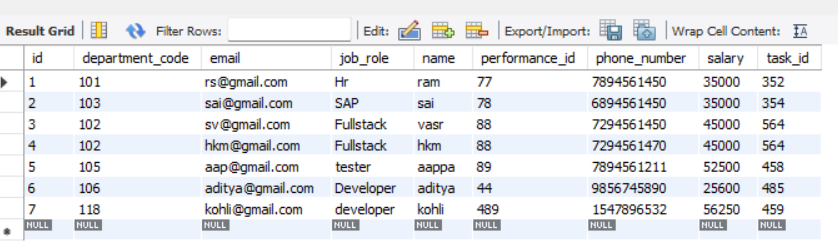 Result Grid Filter Rows: Edit: Export/Import: Wrap Cell Content: IA
id department_code email job_role name performance_id phone_number salary task_id
1 101 rs@gmail.com Hr ram 77 7894561450 35000 352
2 103 sai@gmail.com SAP sai 78 6894561450 35000 354
3 102 sv@gmail.com Fullstack vasr 88 7294561450 45000 564
4 102 hkm@gmail.com Fullstack hkm 88 7294561470 45000 564
5 105 aap@gmail.com tester aappa 89 7894561211 52500 458
6 106 aditya@gmail.com Developer aditya 44 9856745890 25600 485
7 118 kohli@gmail.com developer kohli 489 1547896532 56250 459
NULL NULL NULL NULL NULL NULL NULL NULL NULL